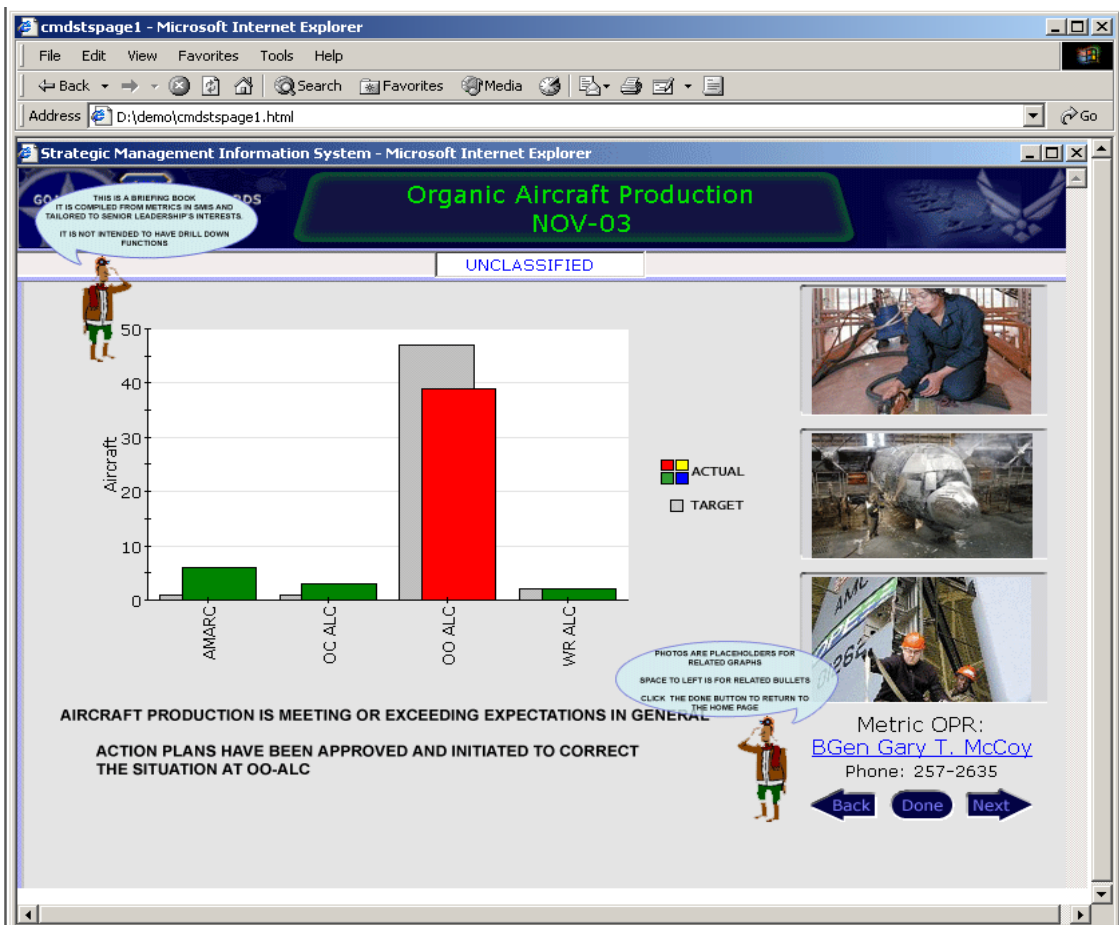 cmdstspage1 - Microsoft Internet Explorer
File Edit View Favorites Tools Help
Back Search Favorites Media
Address D:\demo\cmdstspage1.html Go
Strategic Management Information System - Microsoft Internet Explorer
THIS IS A BRIEFING BOOK
IT IS COMPILED FROM METRICS IN SMIS AND
TAILORED TO SENIOR LEADERSHIP'S INTERESTS.
IT IS NOT INTENDED TO HAVE DRILL DOWN
FUNCTIONS
Organic Aircraft Production
NOV-03
UNCLASSIFIED
50
40
30
20
10
0
Aircraft
AMARC
OC ALC
OO ALC
WR ALC
ACTUAL
TARGET
AMC
PHOTOS ARE PLACEHOLDERS FOR
RELATED GRAPHS
SPACE TO LEFT IS FOR RELATED BULLETS
CLICK THE DONE BUTTON TO RETURN TO
THE HOME PAGE
AIRCRAFT PRODUCTION IS MEETING OR EXCEEDING EXPECTATIONS IN GENERAL
ACTION PLANS HAVE BEEN APPROVED AND INITIATED TO CORRECT
THE SITUATION AT OO-ALC
Metric OPR:
BGen Gary T. McCoy
Phone: 257-2635
Back Done Next